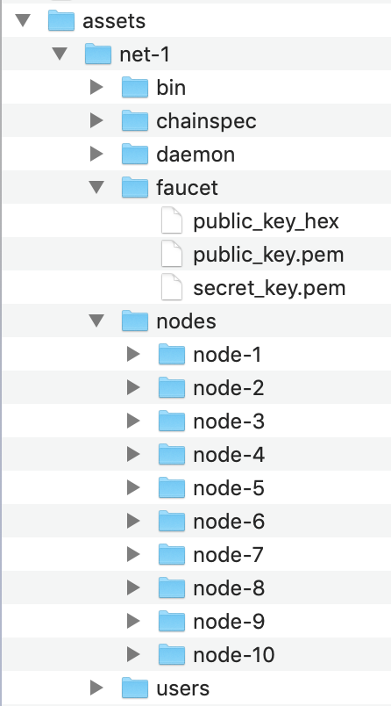 assets
net-1
bin
chainspec
daemon
faucet
public_key_hex
public_key.pem
secret_key.pem
nodes
node-1
node-2
node-3
node-4
node-5
node-6
node-7
node-8
node-9
node-10
users